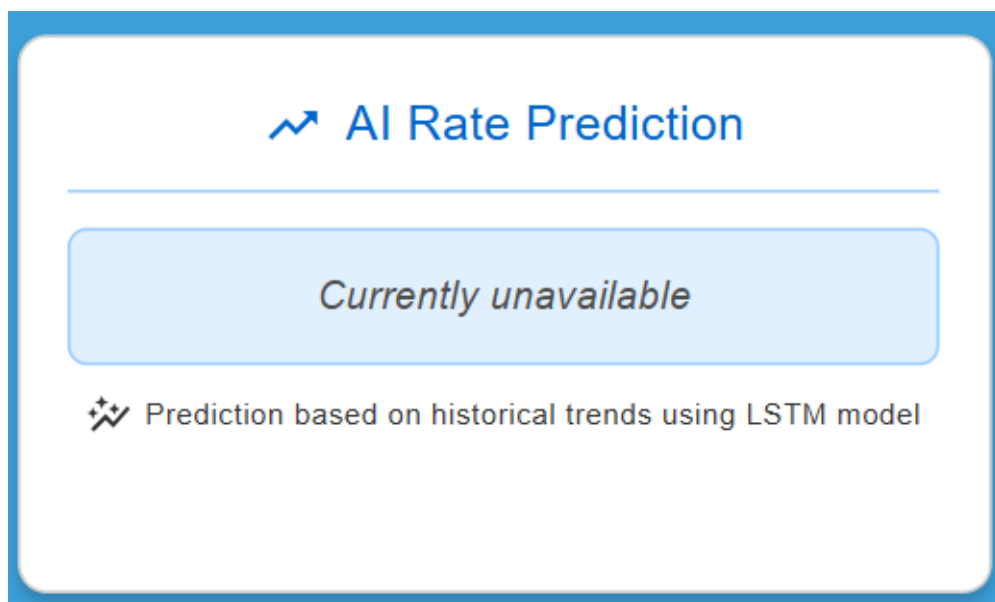 AI Rate Prediction
Currently unavailable
Prediction based on historical trends using LSTM model